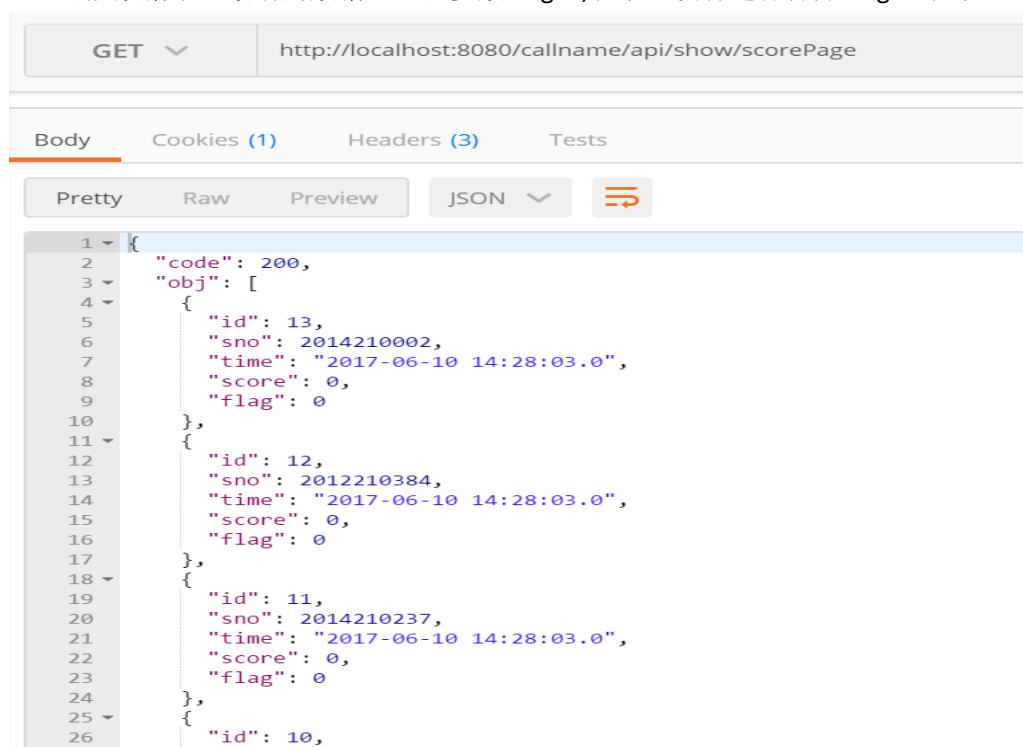 GET http://localhost:8080/callname/api/show/scorePage
Body Cookies (1) Headers (3) Tests
Pretty Raw Preview JSON
1 {
2 "code": 200,
3 "obj": [
4 {
5 "id": 13,
6 "sno": 2014210002,
7 "time": "2017-06-10 14:28:03.0",
8 "score": 0,
9 "flag": 0
10 },
11 {
12 "id": 12,
13 "sno": 2012210384,
14 "time": "2017-06-10 14:28:03.0",
15 "score": 0,
16 "flag": 0
17 },
18 {
19 "id": 11,
20 "sno": 2014210237,
21 "time": "2017-06-10 14:28:03.0",
22 "score": 0,
23 "flag": 0
24 },
25 {
26 "id": 10,